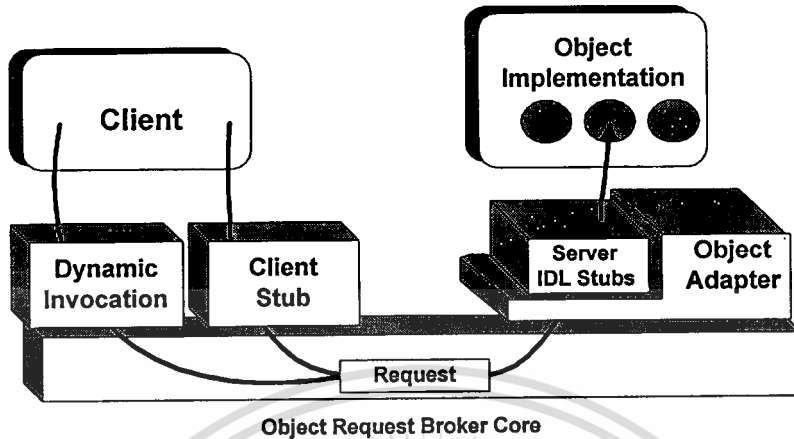 Client
Object
Implementation
Dynamic
Invocation
Client
Stub
Server
IDL Stubs
Object
Adapter
Request
Object Request Broker Core